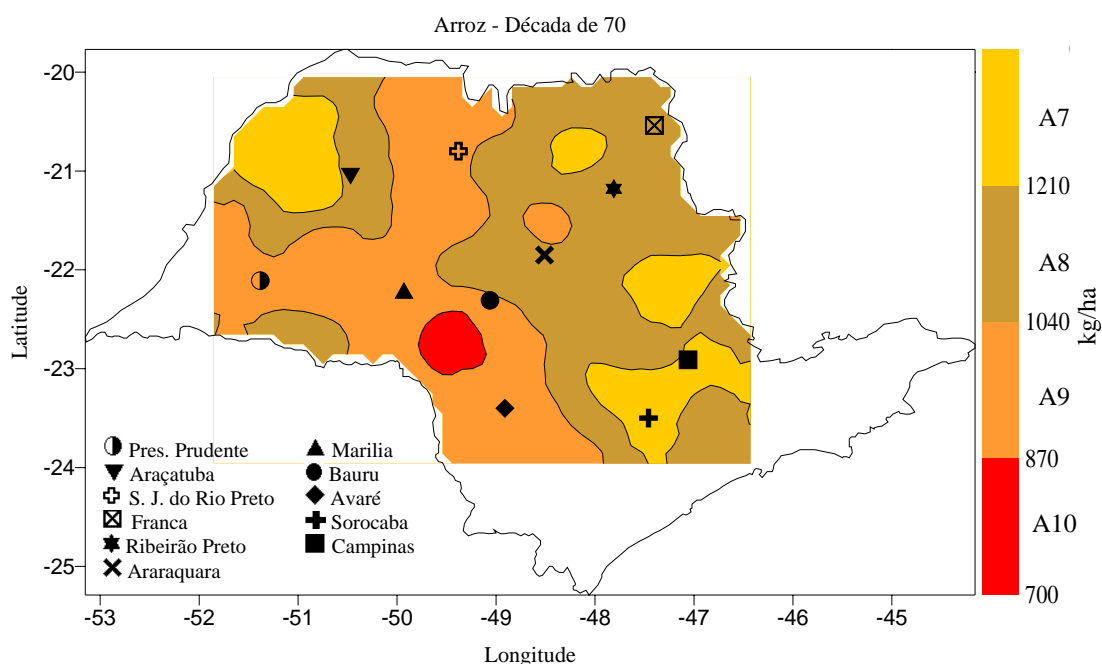 Arroz - Década de 70
-20
-21
-22
-23
-24
-25
Latitude
-53 -52 -51 -50 -49 -48 -47 -46 -45
Longitude
Pres. Prudente
Araçatuba
S. J. do Rio Preto
Franca
Ribeirão Preto
Araraquara
Marilia
Bauru
Avaré
Sorocaba
Campinas
A7
1210
A8
1040
A9
870
A10
700
kg/ha